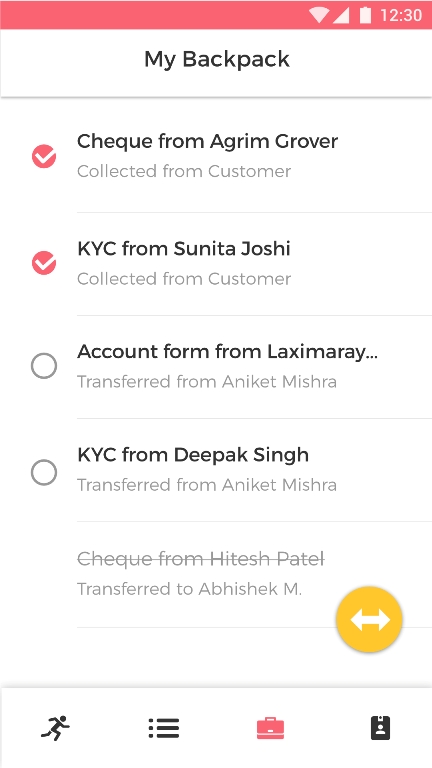 12:30
My Backpack
Cheque from Agrim Grover
Collected from Customer
KYC from Sunita Joshi
Collected from Customer
Account form from Laximaray...
Transferred from Aniket Mishra
KYC from Deepak Singh
Transferred from Aniket Mishra
Cheque from Hitesh Patel
Transferred to Abhishek M.